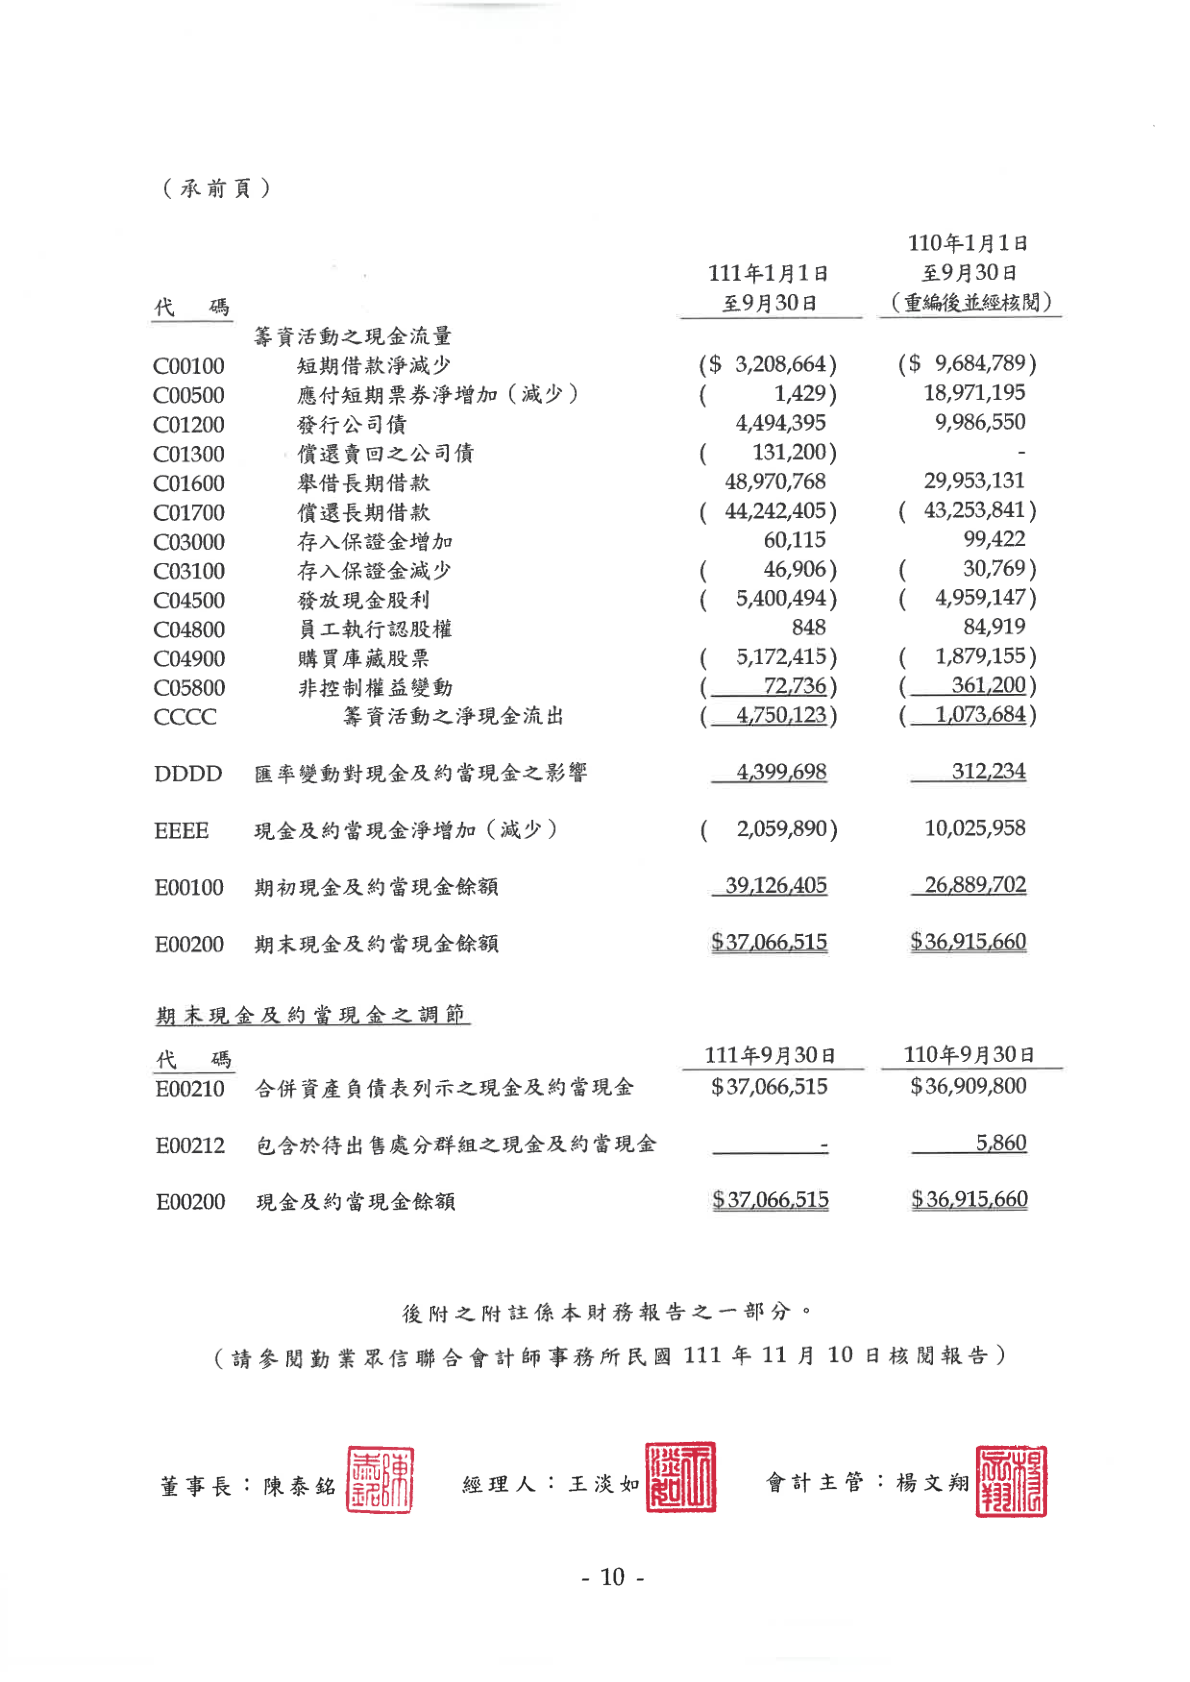 （承前頁）
110年1月1日
111年1月1日 至9月30日
代 碼 至9月30日 （重編後並經核閱）
籌資活動之現金流量
C00100 短期借款淨減少 ($ 3,208,664) ($ 9,684,789)
C00500 應付短期票券淨增加（減少） ( 1,429) 18,971,195
C01200 發行公司債 4,494,395 9,986,550
C01300 償還賣回之公司債 ( 131,200) -
C01600 舉借長期借款 48,970,768 29,953,131
C01700 償還長期借款 ( 44,242,405) ( 43,253,841)
C03000 存入保證金增加 60,115 99,422
C03100 存入保證金減少 ( 46,906) ( 30,769)
C04500 發放現金股利 ( 5,400,494) ( 4,959,147)
C04800 員工執行認股權 848 84,919
C04900 購買庫藏股票 ( 5,172,415) ( 1,879,155)
C05800 非控制權益變動 ( 72,736) ( 361,200)
CCCC 籌資活動之淨現金流出 ( 4,750,123) ( 1,073,684)
DDDD 匯率變動對現金及約當現金之影響 4,399,698 312,234
EEEE 現金及約當現金淨增加（減少） ( 2,059,890) 10,025,958
E00100 期初現金及約當現金餘額 39,126,405 26,889,702
E00200 期末現金及約當現金餘額 $37,066,515 $36,915,660
期末現金及約當現金之調節
代 碼 111年9月30日 110年9月30日
E00210 合併資產負債表列示之現金及約當現金 $37,066,515 $36,909,800
E00212 包含於待出售處分群組之現金及約當現金 - 5,860
E00200 現金及約當現金餘額 $37,066,515 $36,915,660
後附之附註係本財務報告之一部分。
（請參閱勤業眾信聯合會計師事務所民國 111 年 11 月 10 日核閱報告）
董事長：陳泰銘 陳泰銘 經理人：王淡如 王淡如 會計主管：楊文翔 楊文翔
- 10 -